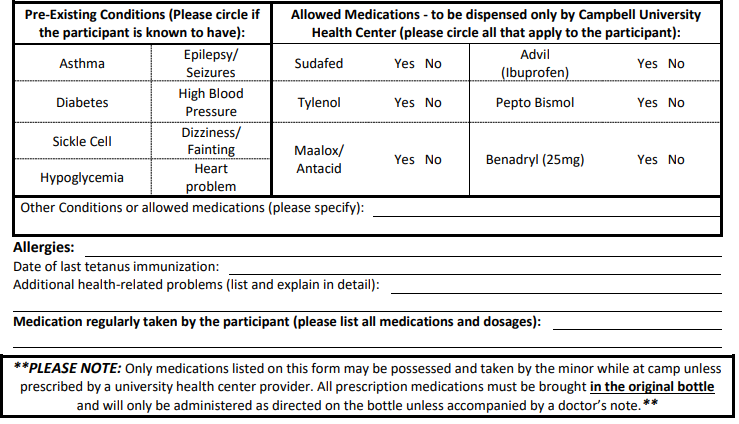 Pre-Existing Conditions (Please circle if
the participant is known to have):
Allowed Medications - to be dispensed only by Campbell University
Health Center (please circle all that apply to the participant):
Asthma
Epilepsy/
Seizures
Sudafed
Yes No
Advil
(Ibuprofen)
Yes No
Diabetes
High Blood
Pressure
Tylenol
Yes No
Pepto Bismol
Yes No
Sickle Cell
Dizziness/
Fainting
Maalox/
Antacid
Yes No
Benadryl (25mg)
Yes No
Hypoglycemia
Heart
problem
Other Conditions or allowed medications (please specify):
Allergies:
Date of last tetanus immunization:
Additional health-related problems (list and explain in detail):
Medication regularly taken by the participant (please list all medications and dosages):
**PLEASE NOTE: Only medications listed on this form may be possessed and taken by the minor while at camp unless
prescribed by a university health center provider. All prescription medications must be brought in the original bottle
and will only be administered as directed on the bottle unless accompanied by a doctor’s note.**